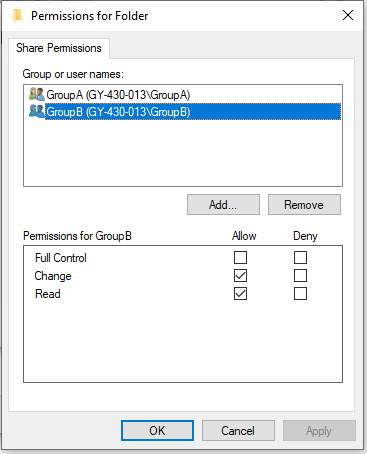 Permissions for Folder
Share Permissions
Group or user names:
GroupA (GY-430-013\GroupA)
GroupB (GY-430-013\GroupB)
Add... Remove
Permissions for GroupB Allow Deny
Full Control
Change
Read
OK Cancel Apply